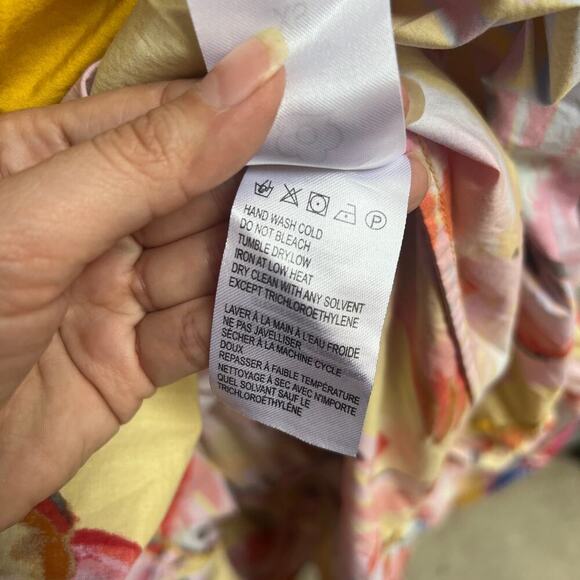 P
HAND WASH COLD
DO NOT BLEACH
TUMBLE DRY,LOW
IRON AT LOW HEAT
DRY CLEAN WITH ANY SOLVENT
EXCEPT TRICHLOROETHYLENE
LAVER À LA MAIN À L'EAU FROIDE
NE PAS JAVELLISER
SÉCHER À LA MACHINE CYCLE
DOUX
REPASSER À FAIBLE TEMPÉRATURE
NETTOYAGE À SEC AVEC N'IMPORTE
QUEL SOLVANT SAUF LE
TRICHLOROÉTHYLÈNE